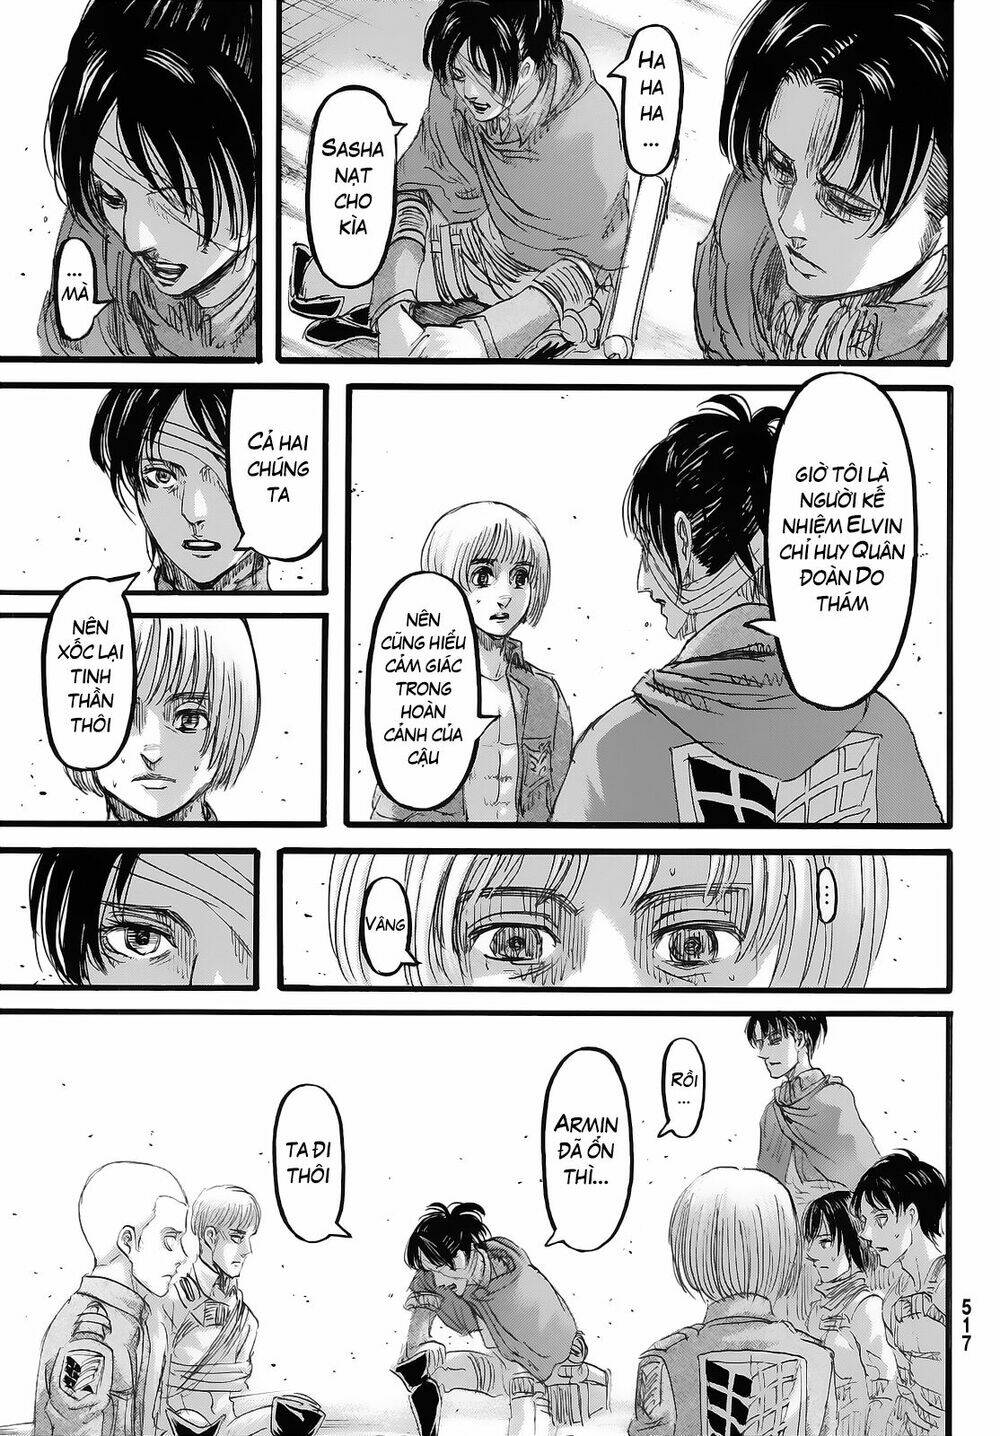 HA
HA
HA
...
SASHA
NẠT
CHO
KÌA
...
MÀ
GIỜ TÔI LÀ
NGƯỜI KẾ
NHIỆM ELVIN
CHỈ HUY QUÂN
ĐOÀN DO
THÁM
NÊN
CŨNG HIỂU
CẢM GIÁC
TRONG
HOÀN
CẢNH CỦA
CẬU
CẢ HAI
CHÚNG
TA
NÊN
XỐC LẠI
TINH
THẦN
THÔI
...
VÂNG
RỒI
...
ARMIN
ĐÃ ỔN
THÌ...
TA ĐI
THÔI
517